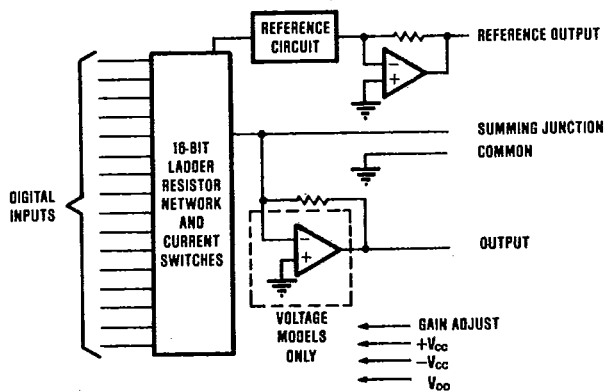 REFERENCE
CIRCUIT
REFERENCE OUTPUT
−
+
SUMMING JUNCTION
COMMON
16-BIT
LADDER
RESISTOR
NETWORK
AND
CURRENT
SWITCHES
DIGITAL
INPUTS
−
+
OUTPUT
VOLTAGE
MODELS
ONLY
GAIN ADJUST
+VCC
−VCC
VDD